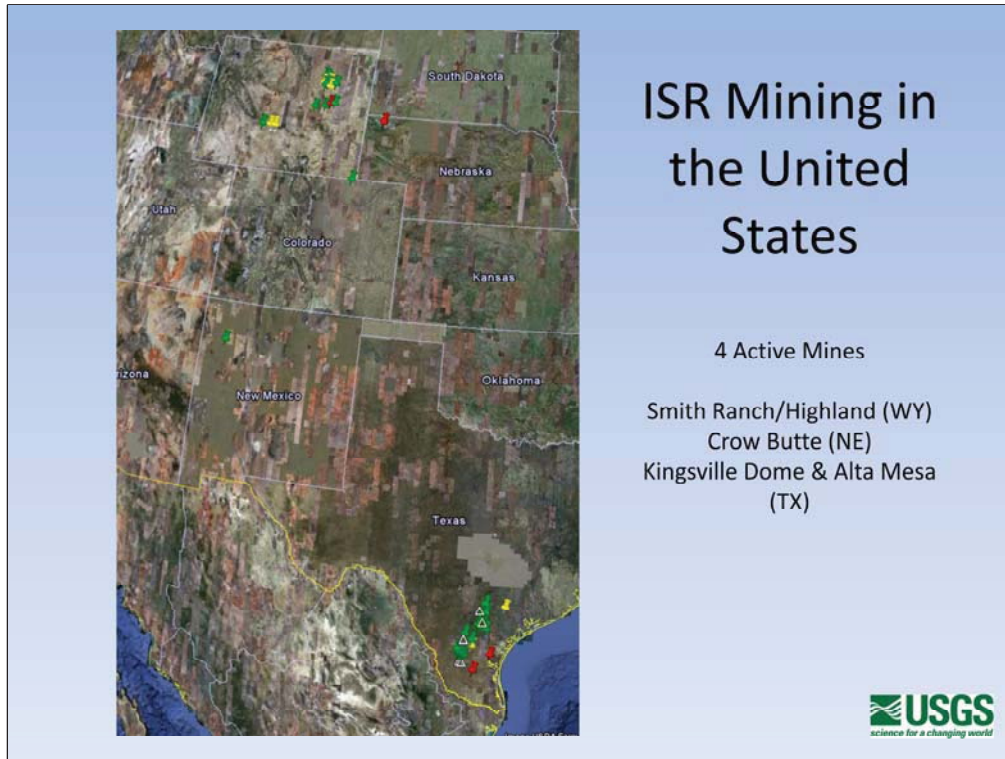 ISR Mining in
the United
States
4 Active Mines
Smith Ranch/Highland (WY)
Crow Butte (NE)
Kingsville Dome & Alta Mesa
(TX)
South Dakota
Nebraska
Utah
Colorado
Kansas
rizona
New Mexico
Oklahoma
Texas
USGS
science for a changing world